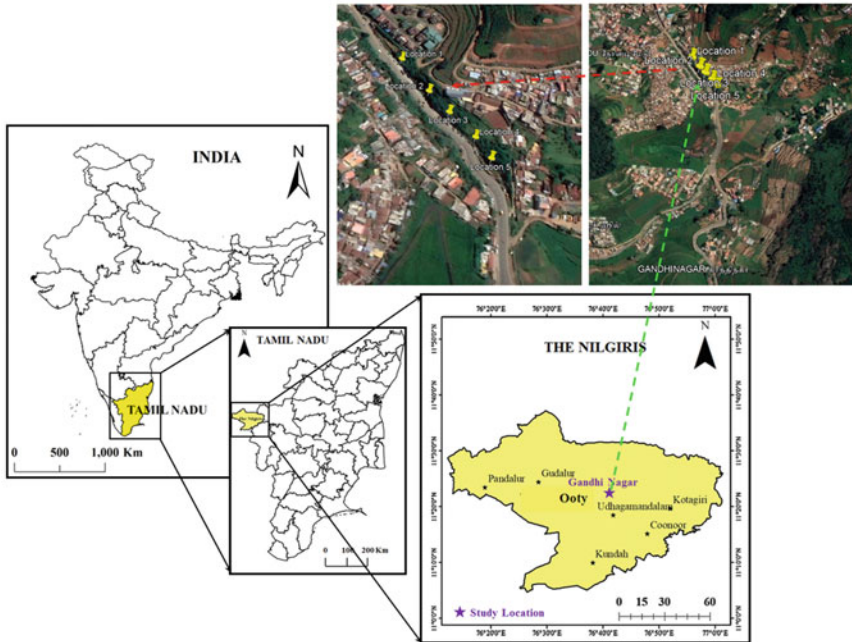 Location 1
Location 2
Location 3
Location 5
Location 1
Location 2
Location 4
Location 5
GANDHINAGAR
INDIA
N
TAMIL NADU
0 500 1,000 Km
N
TAMIL NADU
The Nilgiris
0 100 200 Km
76°20'0"E 76°30'0"E 76°40'0"E 76°50'0"E 77°0'0"E
THE NILGIRIS
N
Pandalur
Gudalur
Gandhi Nagar
Ooty
Udhagamandalam
Kotagiri
Coonoor
Kundah
Study Location
0 15 30 60